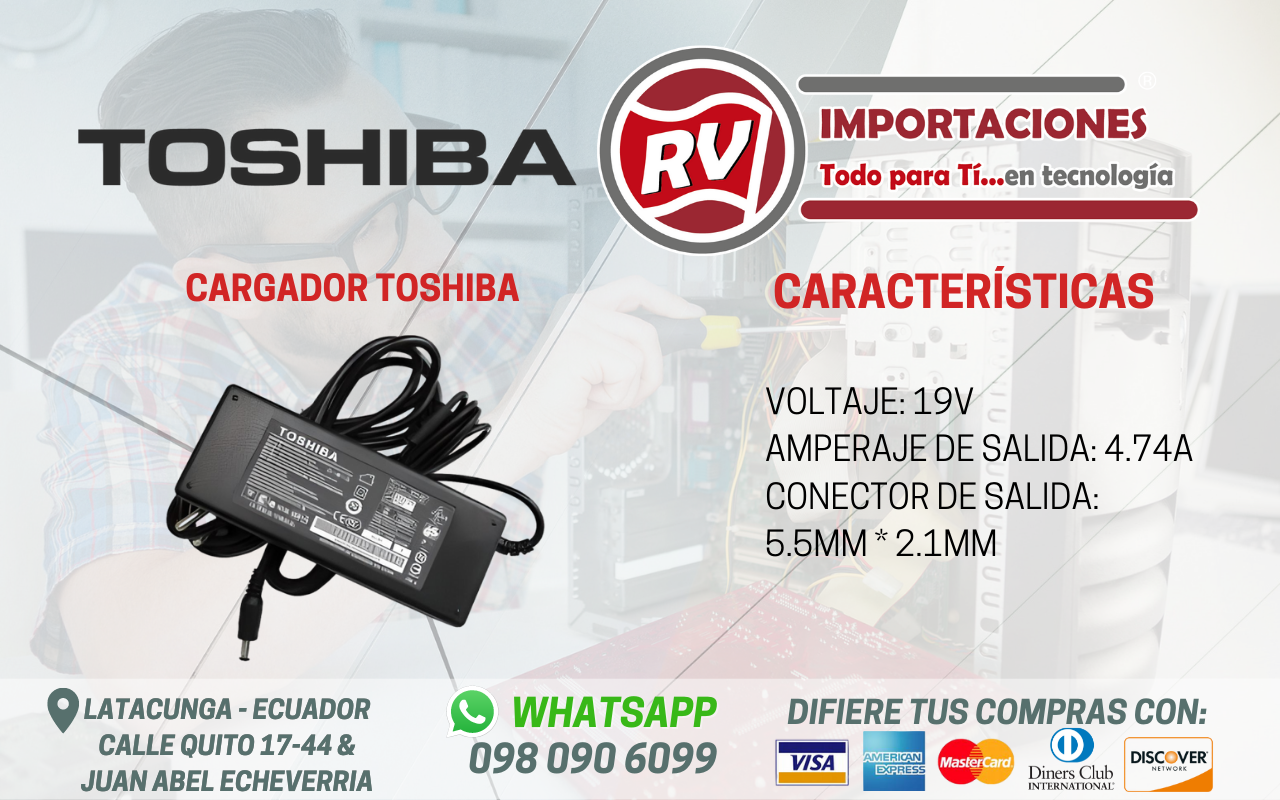 TOSHIBA
RV
®
IMPORTACIONES
Todo para Tí...en tecnología
CARGADOR TOSHIBA
CARACTERÍSTICAS
TOSHIBA
VOLTAJE: 19V
AMPERAJE DE SALIDA: 4.74A
CONECTOR DE SALIDA:
5.5MM * 2.1MM
LATACUNGA - ECUADOR
CALLE QUITO 17-44 &
JUAN ABEL ECHEVERRIA
WHATSAPP
098 090 6099
DIFIERE TUS COMPRAS CON:
VISA
AMERICAN
EXPRESS
MasterCard
Diners Club
INTERNATIONAL
DISCOVER
NETWORK